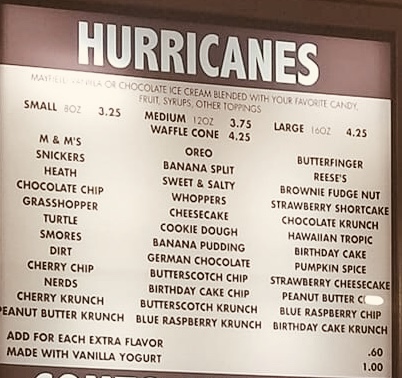 HURRICANES
MAYFIELD VANILLA OR CHOCOLATE ICE CREAM BLENDED WITH YOUR FAVORITE CANDY,
FRUIT, SYRUPS, OTHER TOPPINGS
SMALL 8OZ 3.25
MEDIUM 12OZ 3.75
WAFFLE CONE 4.25
LARGE 16OZ 4.25
M & M'S
SNICKERS
HEATH
CHOCOLATE CHIP
GRASSHOPPER
TURTLE
SMORES
DIRT
CHERRY CHIP
NERDS
CHERRY KRUNCH
PEANUT BUTTER KRUNCH
OREO
BANANA SPLIT
SWEET & SALTY
WHOPPERS
CHEESECAKE
COOKIE DOUGH
BANANA PUDDING
GERMAN CHOCOLATE
BUTTERSCOTCH CHIP
BIRTHDAY CAKE CHIP
BUTTERSCOTCH KRUNCH
BLUE RASPBERRY KRUNCH
BUTTERFINGER
REESE'S
BROWNIE FUDGE NUT
STRAWBERRY SHORTCAKE
CHOCOLATE KRUNCH
HAWAIIAN TROPIC
BIRTHDAY CAKE
PUMPKIN SPICE
STRAWBERRY CHEESECAKE
PEANUT BUTTER
BLUE RASPBERRY CHIP
BIRTHDAY CAKE KRUNCH
ADD FOR EACH EXTRA FLAVOR .60
MADE WITH VANILLA YOGURT 1.00